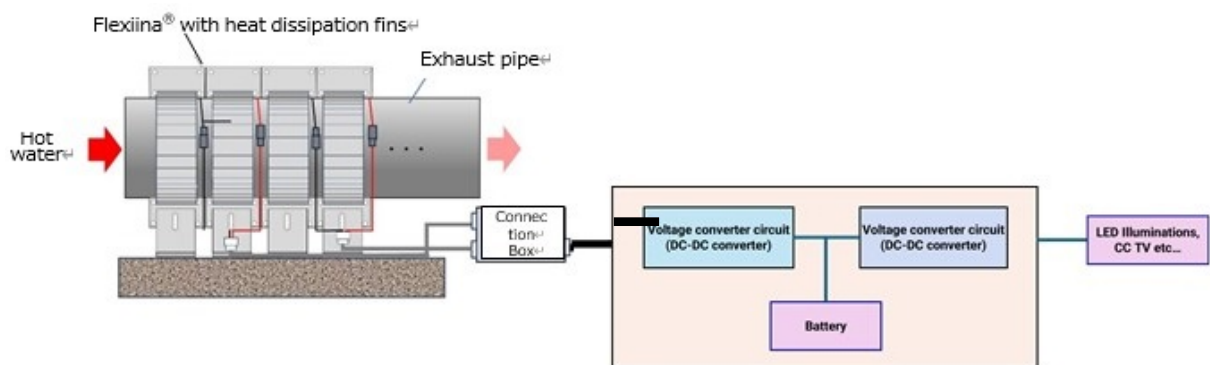 Flexiina® with heat dissipation fins↵
Exhaust pipe↵
Hot
water↵
...
Connec
tion↵
Box↵
Voltage converter circuit
(DC-DC converter)
Voltage converter circuit
(DC-DC converter)
Battery
LED Illuminations,
CC TV etc...